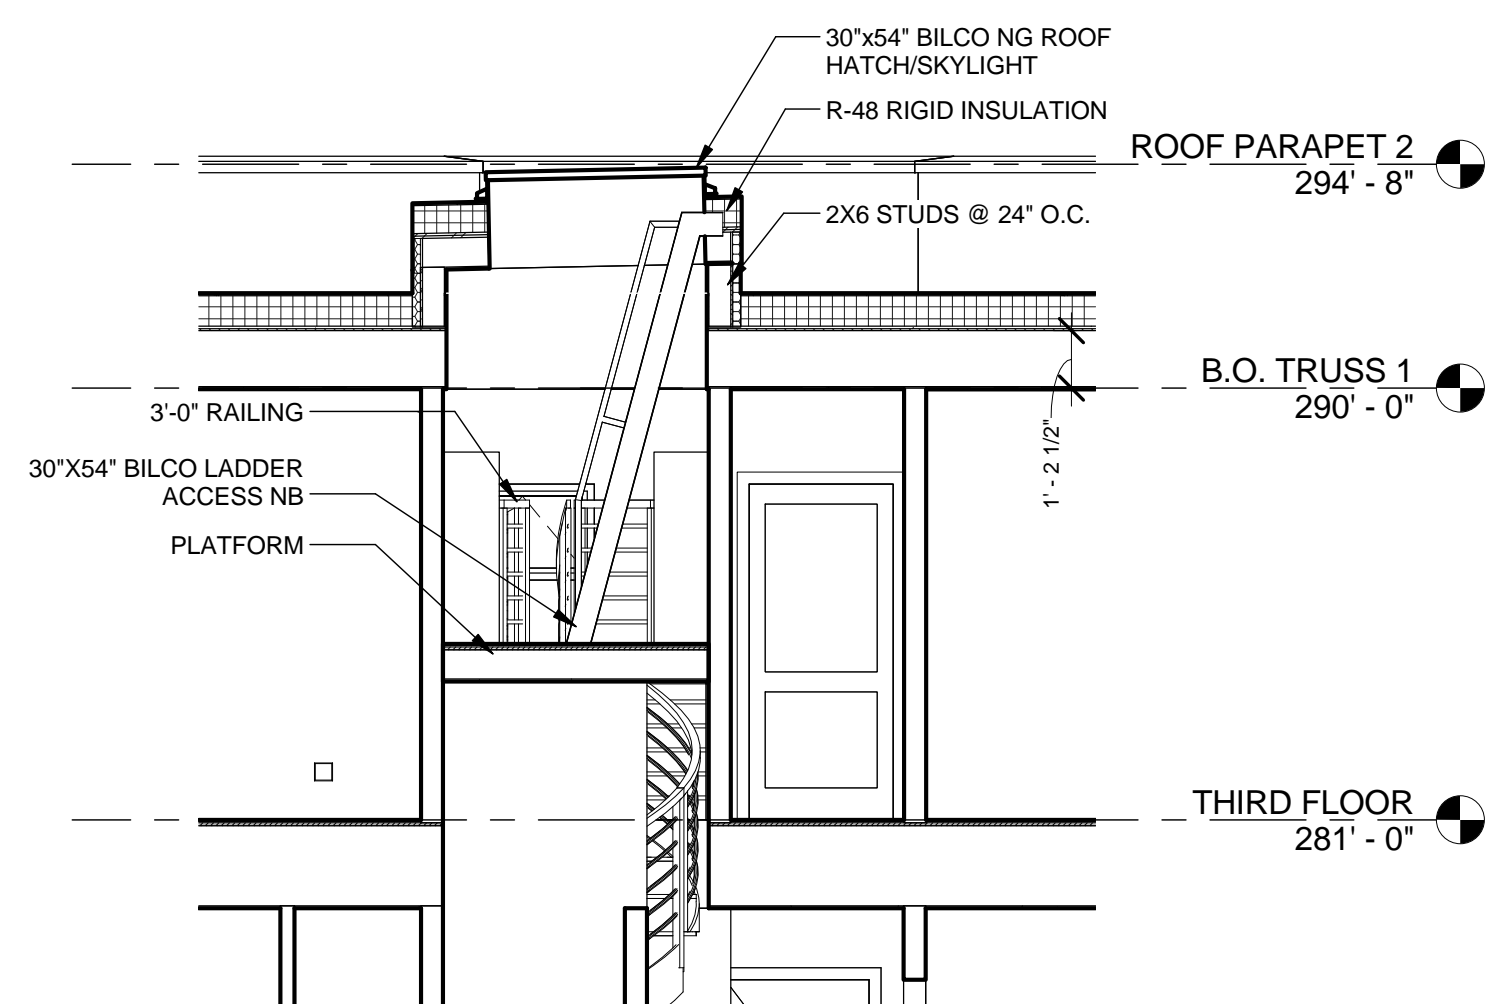 30"x54" BILCO NG ROOF
HATCH/SKYLIGHT
R-48 RIGID INSULATION
ROOF PARAPET 2
294' - 8"
2X6 STUDS @ 24" O.C.
B.O. TRUSS 1
290' - 0"
1' - 2 1/2"
3'-0" RAILING
30"X54" BILCO LADDER
ACCESS NB
PLATFORM
THIRD FLOOR
281' - 0"